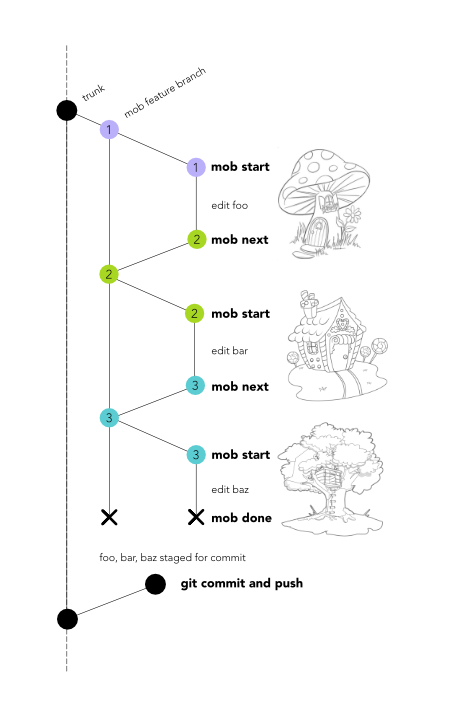 trunk
mob feature branch
1
1 mob start
edit foo
2 mob next
2
2 mob start
edit bar
3 mob next
3
3 mob start
edit baz
mob done
foo, bar, baz staged for commit
git commit and push